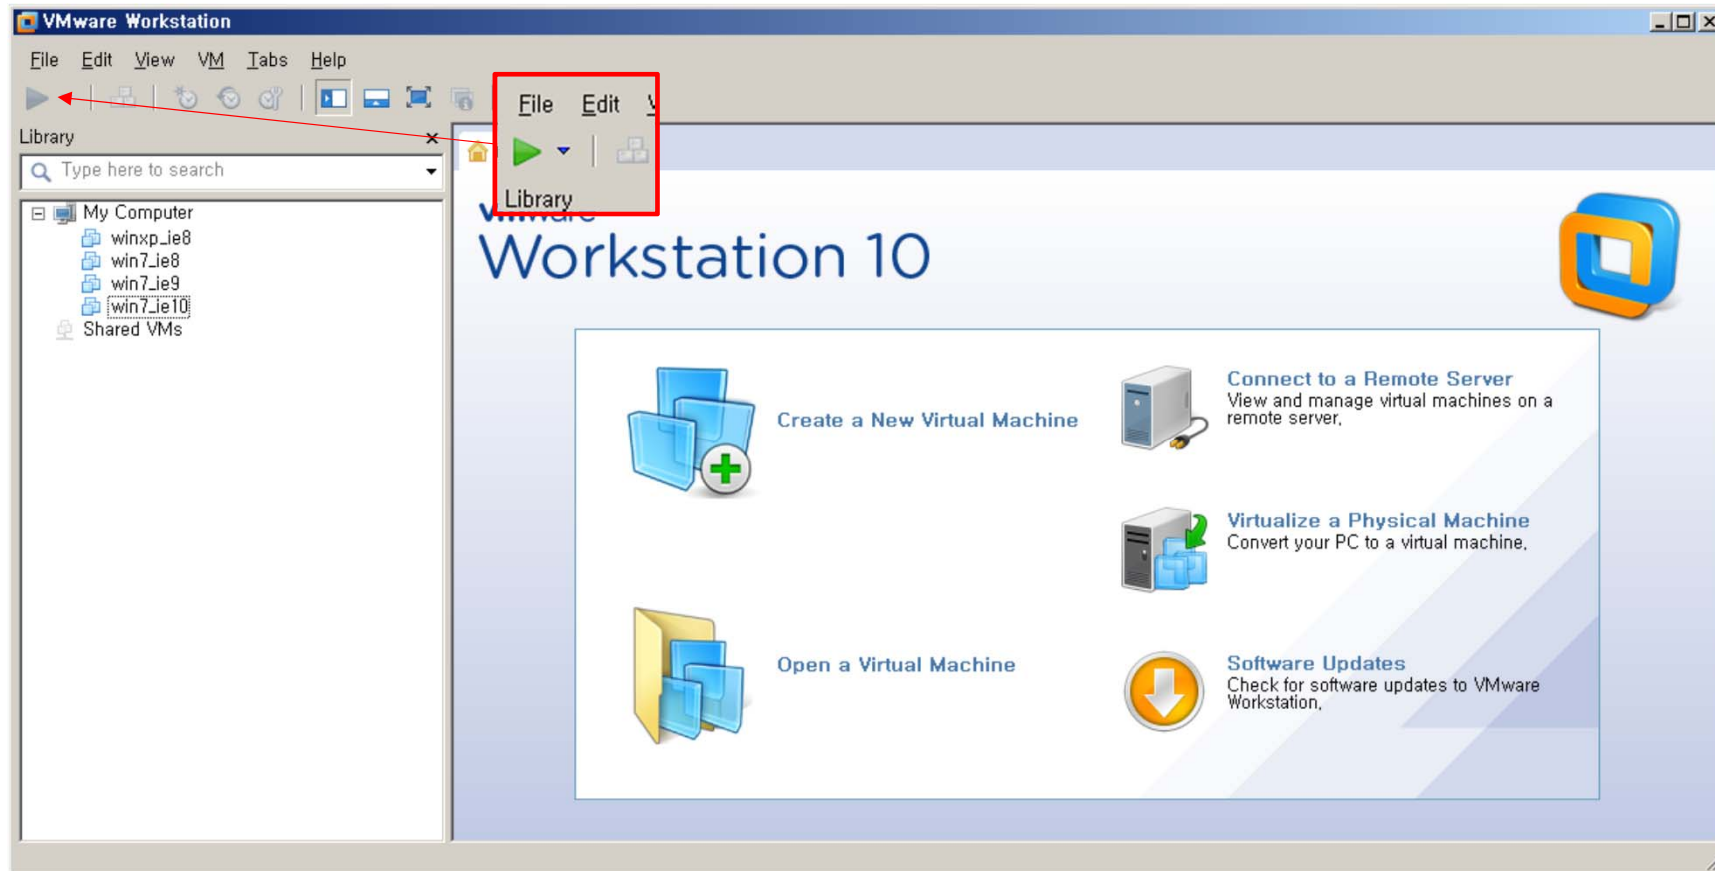 VMware Workstation
File Edit View VM Tabs Help
File Edit
Library
Library
Type here to search
My Computer
winxp_ie8
win7_ie8
win7_ie9
win7_ie10
Shared VMs
vmware
Workstation 10
Create a New Virtual Machine
Connect to a Remote Server
View and manage virtual machines on a
remote server.
Virtualize a Physical Machine
Convert your PC to a virtual machine.
Open a Virtual Machine
Software Updates
Check for software updates to VMware
Workstation.